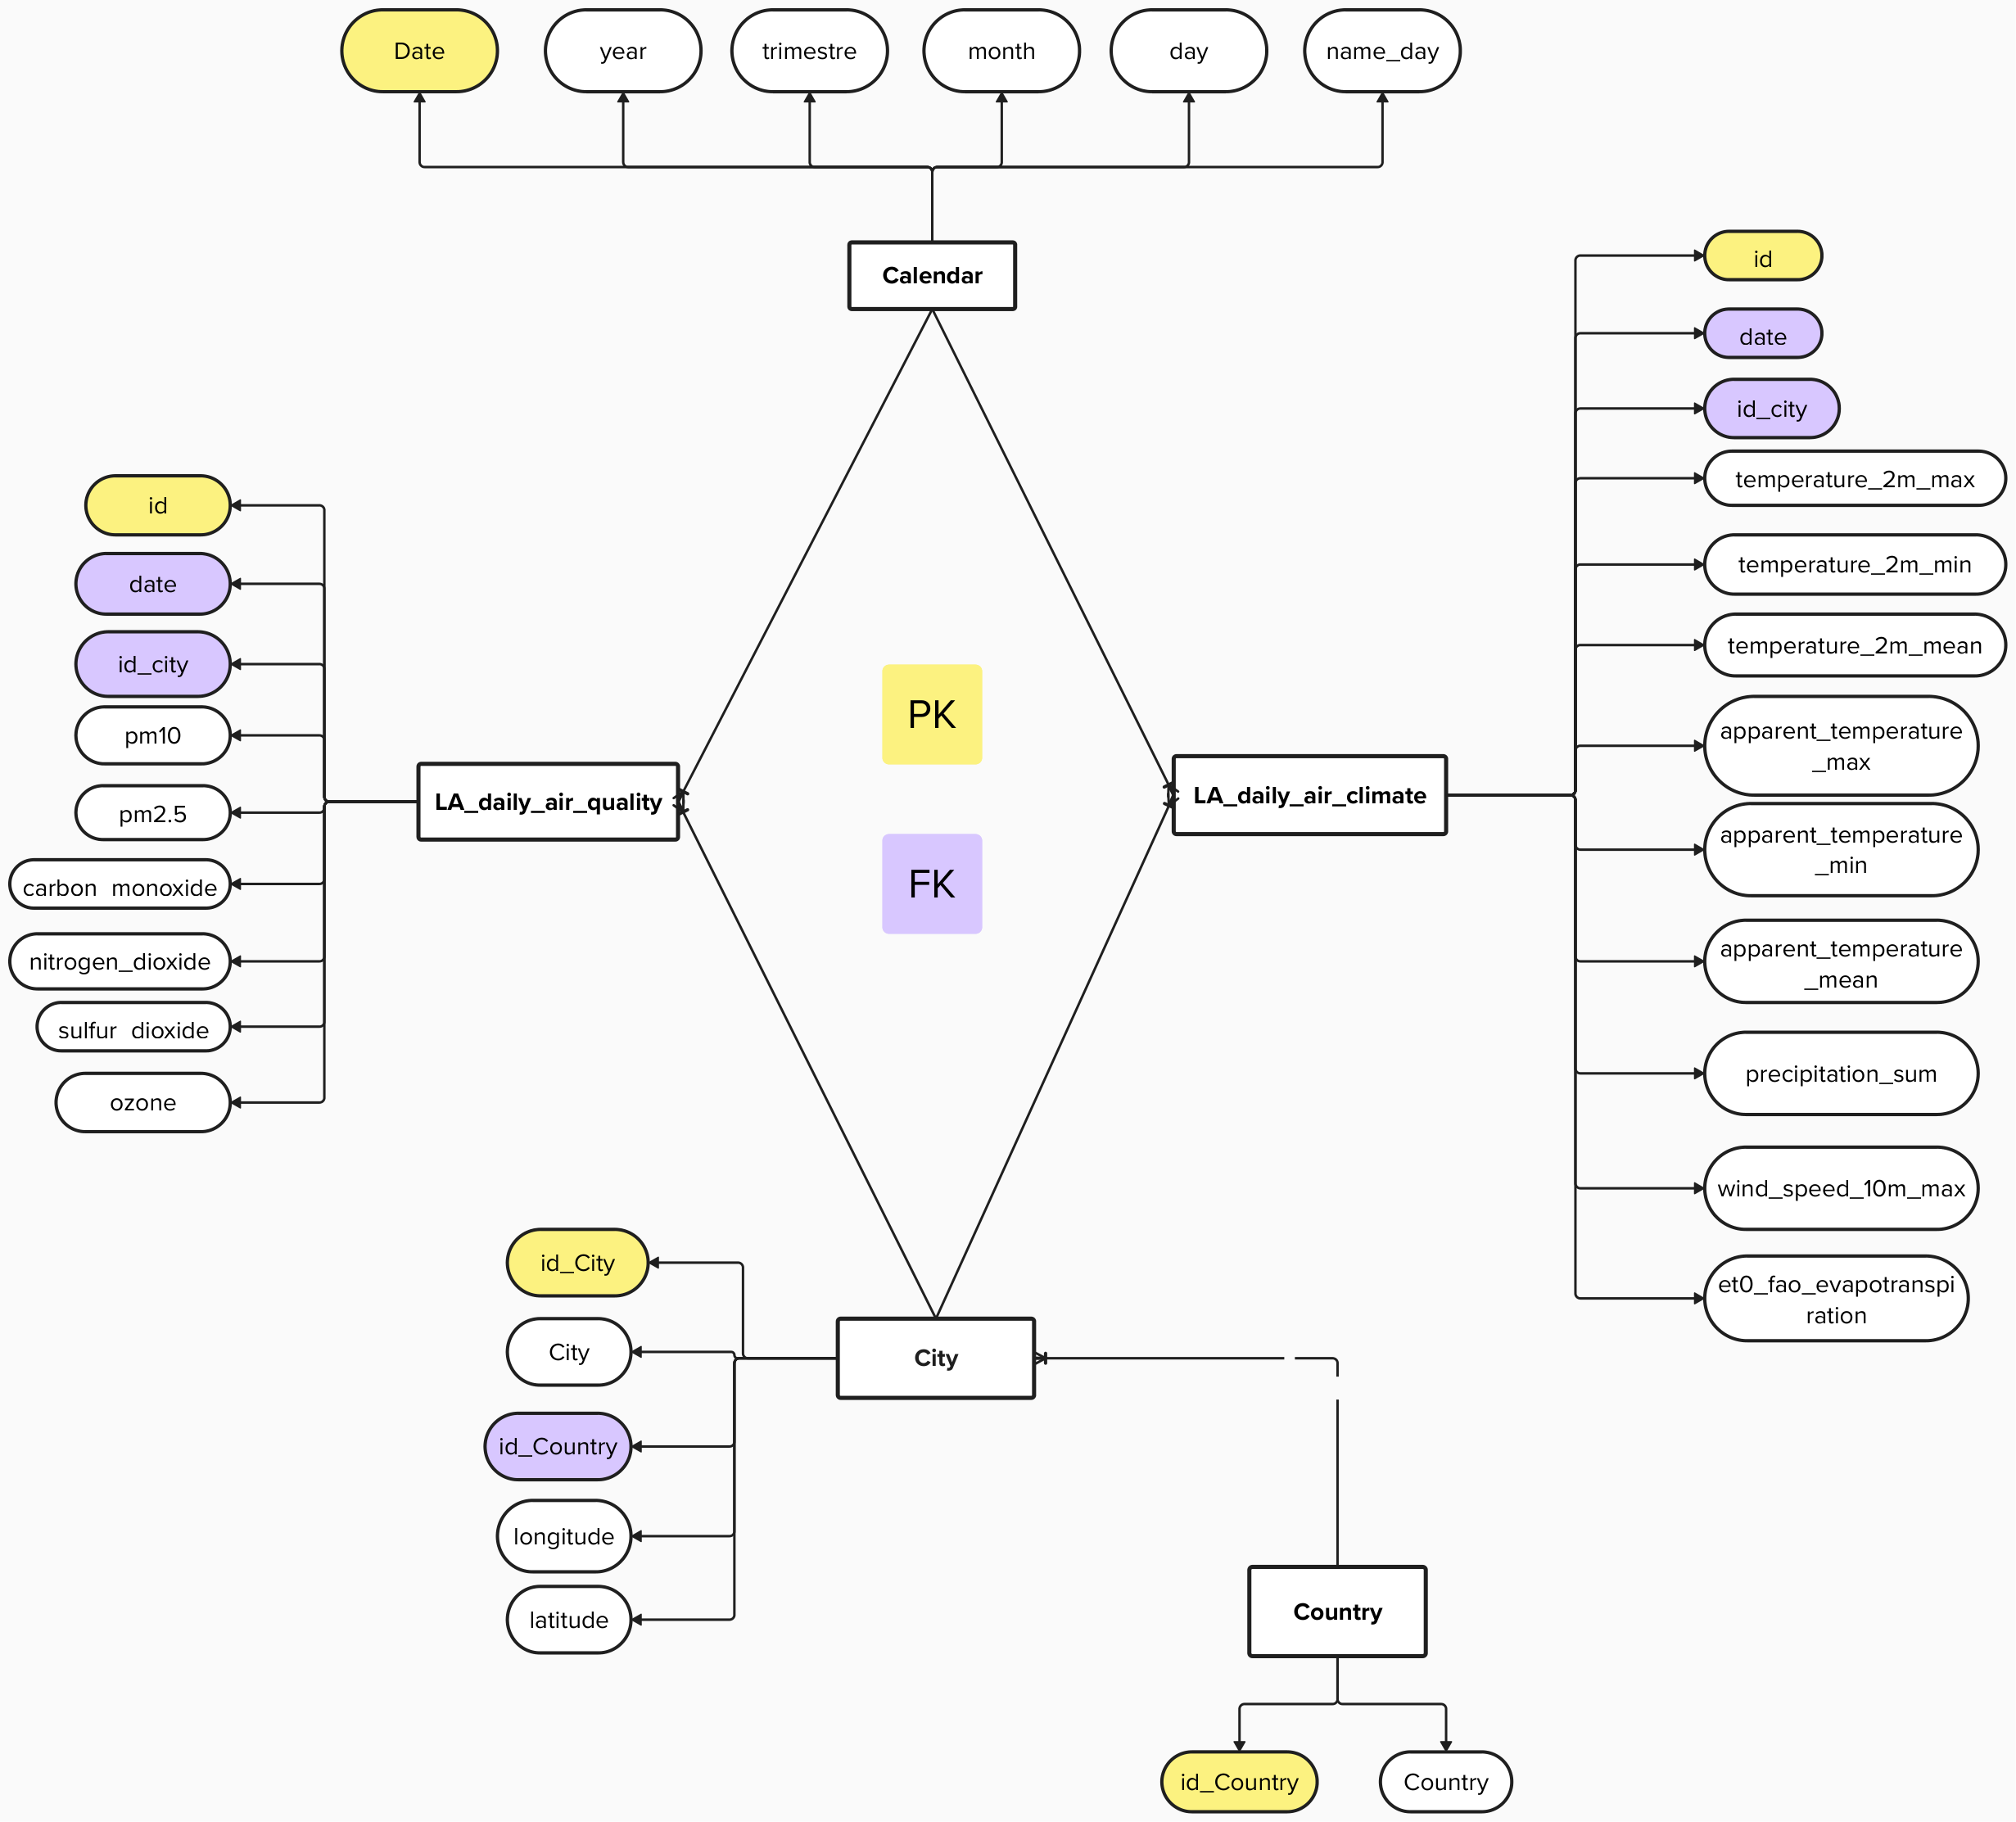 Date
year
trimestre
month
day
name_day
Calendar
id
date
id_city
temperature_2m_max
temperature_2m_min
temperature_2m_mean
apparent_temperature
_max
apparent_temperature
_min
apparent_temperature
_mean
precipitation_sum
wind_speed_10m_max
et0_fao_evapotranspi
ration
LA_daily_air_climate
PK
FK
LA_daily_air_quality
id
date
id_city
pm10
pm2.5
carbon monoxide
nitrogen_dioxide
sulfur dioxide
ozone
id_City
City
id_Country
longitude
latitude
City
Country
id_Country
Country